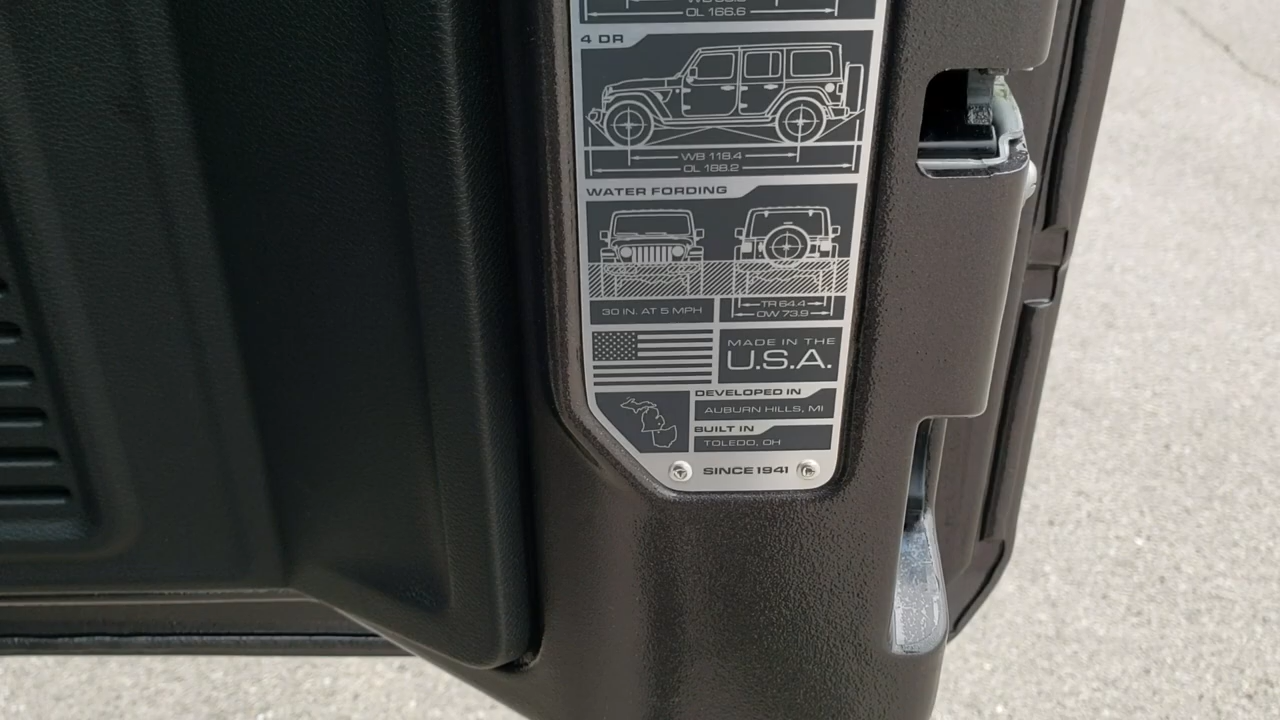 OL 166.6
4 DR
WB 118.4
OL 188.2
WATER FORDING
30 IN. AT 5 MPH
TR 64.4
OW 73.9
MADE IN THE
U.S.A.
DEVELOPED IN
AUBURN HILLS, MI
BUILT IN
TOLEDO, OH
SINCE 1941